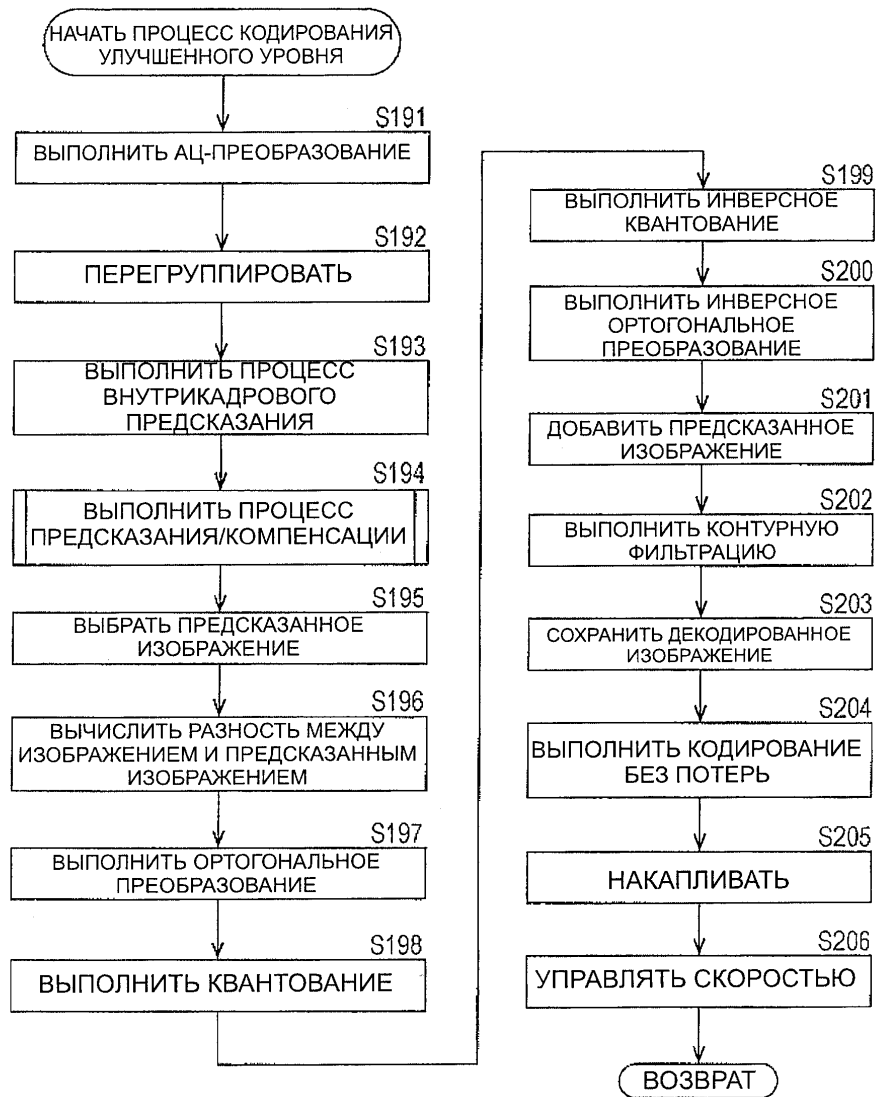 НАЧАТЬ ПРОЦЕСС КОДИРОВАНИЯ
УЛУЧШЕННОГО УРОВНЯ
S191
ВЫПОЛНИТЬ АЦ-ПРЕОБРАЗОВАНИЕ
S192
ПЕРЕГРУППИРОВАТЬ
S193
ВЫПОЛНИТЬ ПРОЦЕСС
ВНУТРИКАДРОВОГО
ПРЕДСКАЗАНИЯ
S194
ВЫПОЛНИТЬ ПРОЦЕСС
ПРЕДСКАЗАНИЯ/КОМПЕНСАЦИИ
S195
ВЫБРАТЬ ПРЕДСКАЗАННОЕ
ИЗОБРАЖЕНИЕ
S196
ВЫЧИСЛИТЬ РАЗНОСТЬ МЕЖДУ
ИЗОБРАЖЕНИЕМ И ПРЕДСКАЗАННЫМ
ИЗОБРАЖЕНИЕМ
S197
ВЫПОЛНИТЬ ОРТОГОНАЛЬНОЕ
ПРЕОБРАЗОВАНИЕ
S198
ВЫПОЛНИТЬ КВАНТОВАНИЕ
S199
ВЫПОЛНИТЬ ИНВЕРСНОЕ
КВАНТОВАНИЕ
S200
ВЫПОЛНИТЬ ИНВЕРСНОЕ
ОРТОГОНАЛЬНОЕ
ПРЕОБРАЗОВАНИЕ
S201
ДОБАВИТЬ ПРЕДСКАЗАННОЕ
ИЗОБРАЖЕНИЕ
S202
ВЫПОЛНИТЬ КОНТУРНУЮ
ФИЛЬТРАЦИЮ
S203
СОХРАНИТЬ ДЕКОДИРОВАННОЕ
ИЗОБРАЖЕНИЕ
S204
ВЫПОЛНИТЬ КОДИРОВАНИЕ
БЕЗ ПОТЕРЬ
S205
НАКАПЛИВАТЬ
S206
УПРАВЛЯТЬ СКОРОСТЬЮ
ВОЗВРАТ